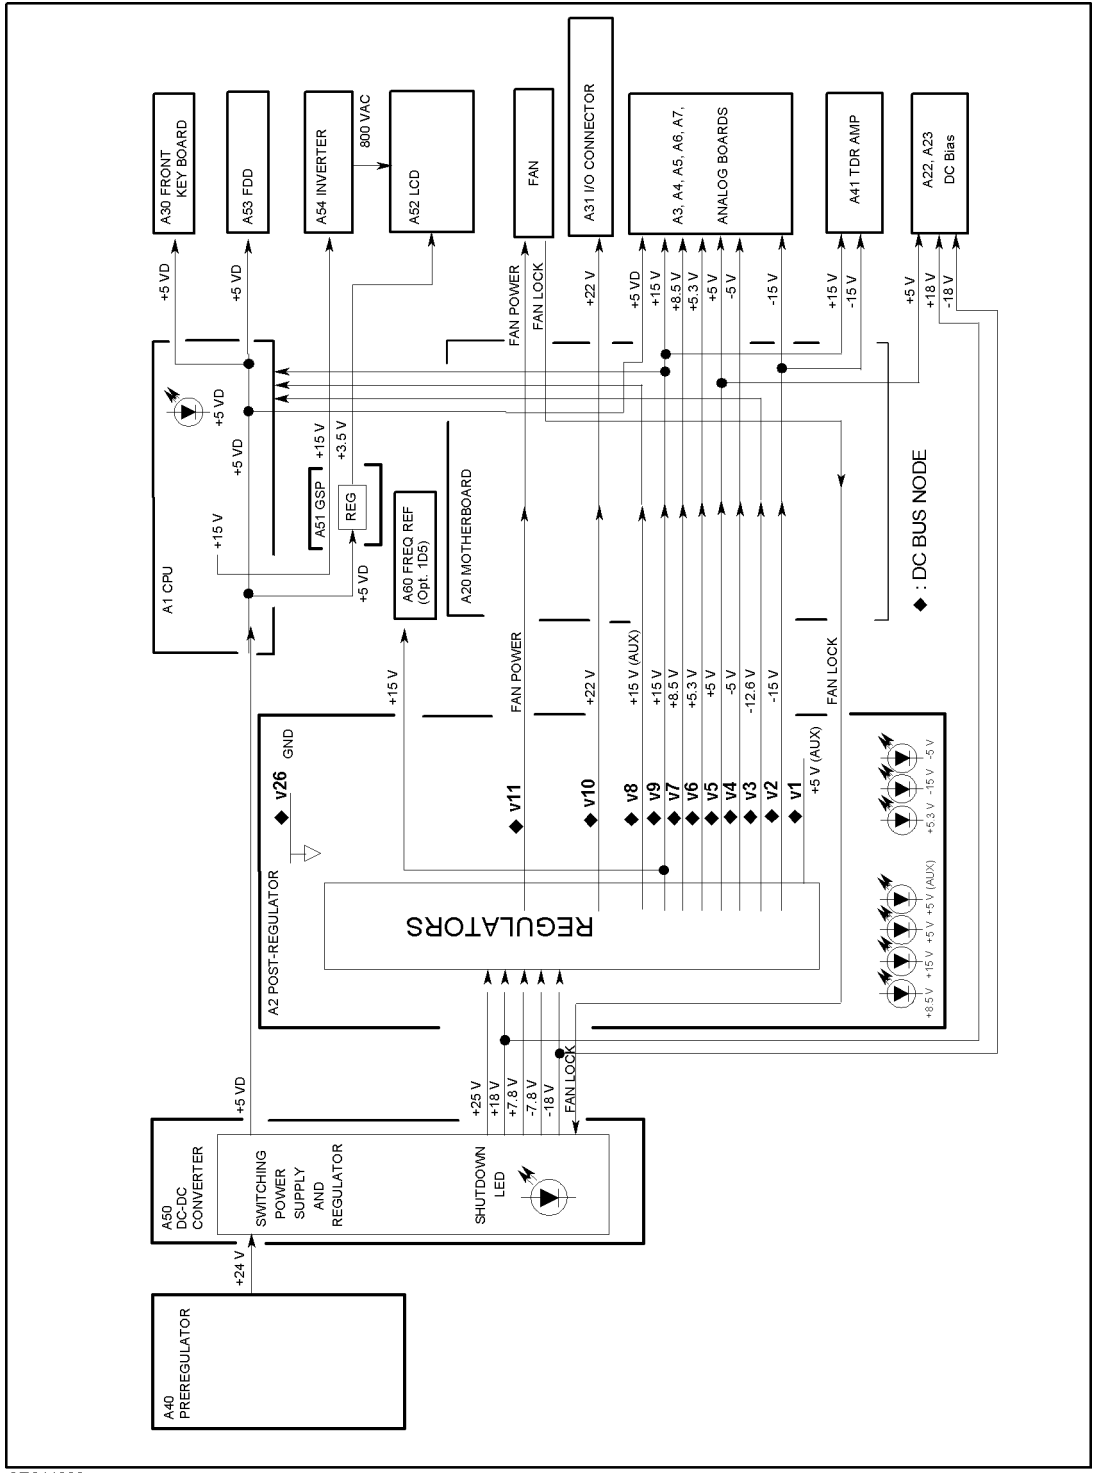 A40
PREREGULATOR
+24 V
A50
DC-DC
CONVERTER
SWITCHING
POWER
SUPPLY
AND
REGULATOR
SHUTDOWN
LED
+5 VD
+25 V
+18 V
+7.8 V
-7.8 V
-18 V
FAN LOCK
A2 POST-REGULATOR
v26
GND
REGULATORS
v11
v10
v8
v9
v7
v6
v5
v4
v3
v2
v1
+5 V (AUX)
+8.5 V
+15 V
+5 V
+5 V (AUX)
+5.3 V
-15 V
-5 V
+15 V
FAN POWER
+22 V
+15 V (AUX)
+15 V
+8.5 V
+5.3 V
+5 V
-5 V
-12.6 V
-15 V
FAN LOCK
A1 CPU
+15 V
+5 VD
+5 VD
A51 GSP
REG
+5 VD
+15 V
+3.5 V
A60 FREQ REF
(Opt. 1D5)
A20 MOTHERBOARD
: DC BUS NODE
+5 VD
+5 VD
FAN POWER
FAN LOCK
+22 V
+5 VD
+15 V
+8.5 V
+5.3 V
+5 V
-5 V
-15 V
+15 V
-15 V
+5 V
+18 V
-18 V
A30 FRONT
KEY BOARD
A53 FDD
A54 INVERTER
800 VAC
A52 LCD
FAN
A31 I/O CONNECTOR
A3, A4, A5, A6, A7,
ANALOG BOARDS
A41 TDR AMP
A22, A23
DC Bias